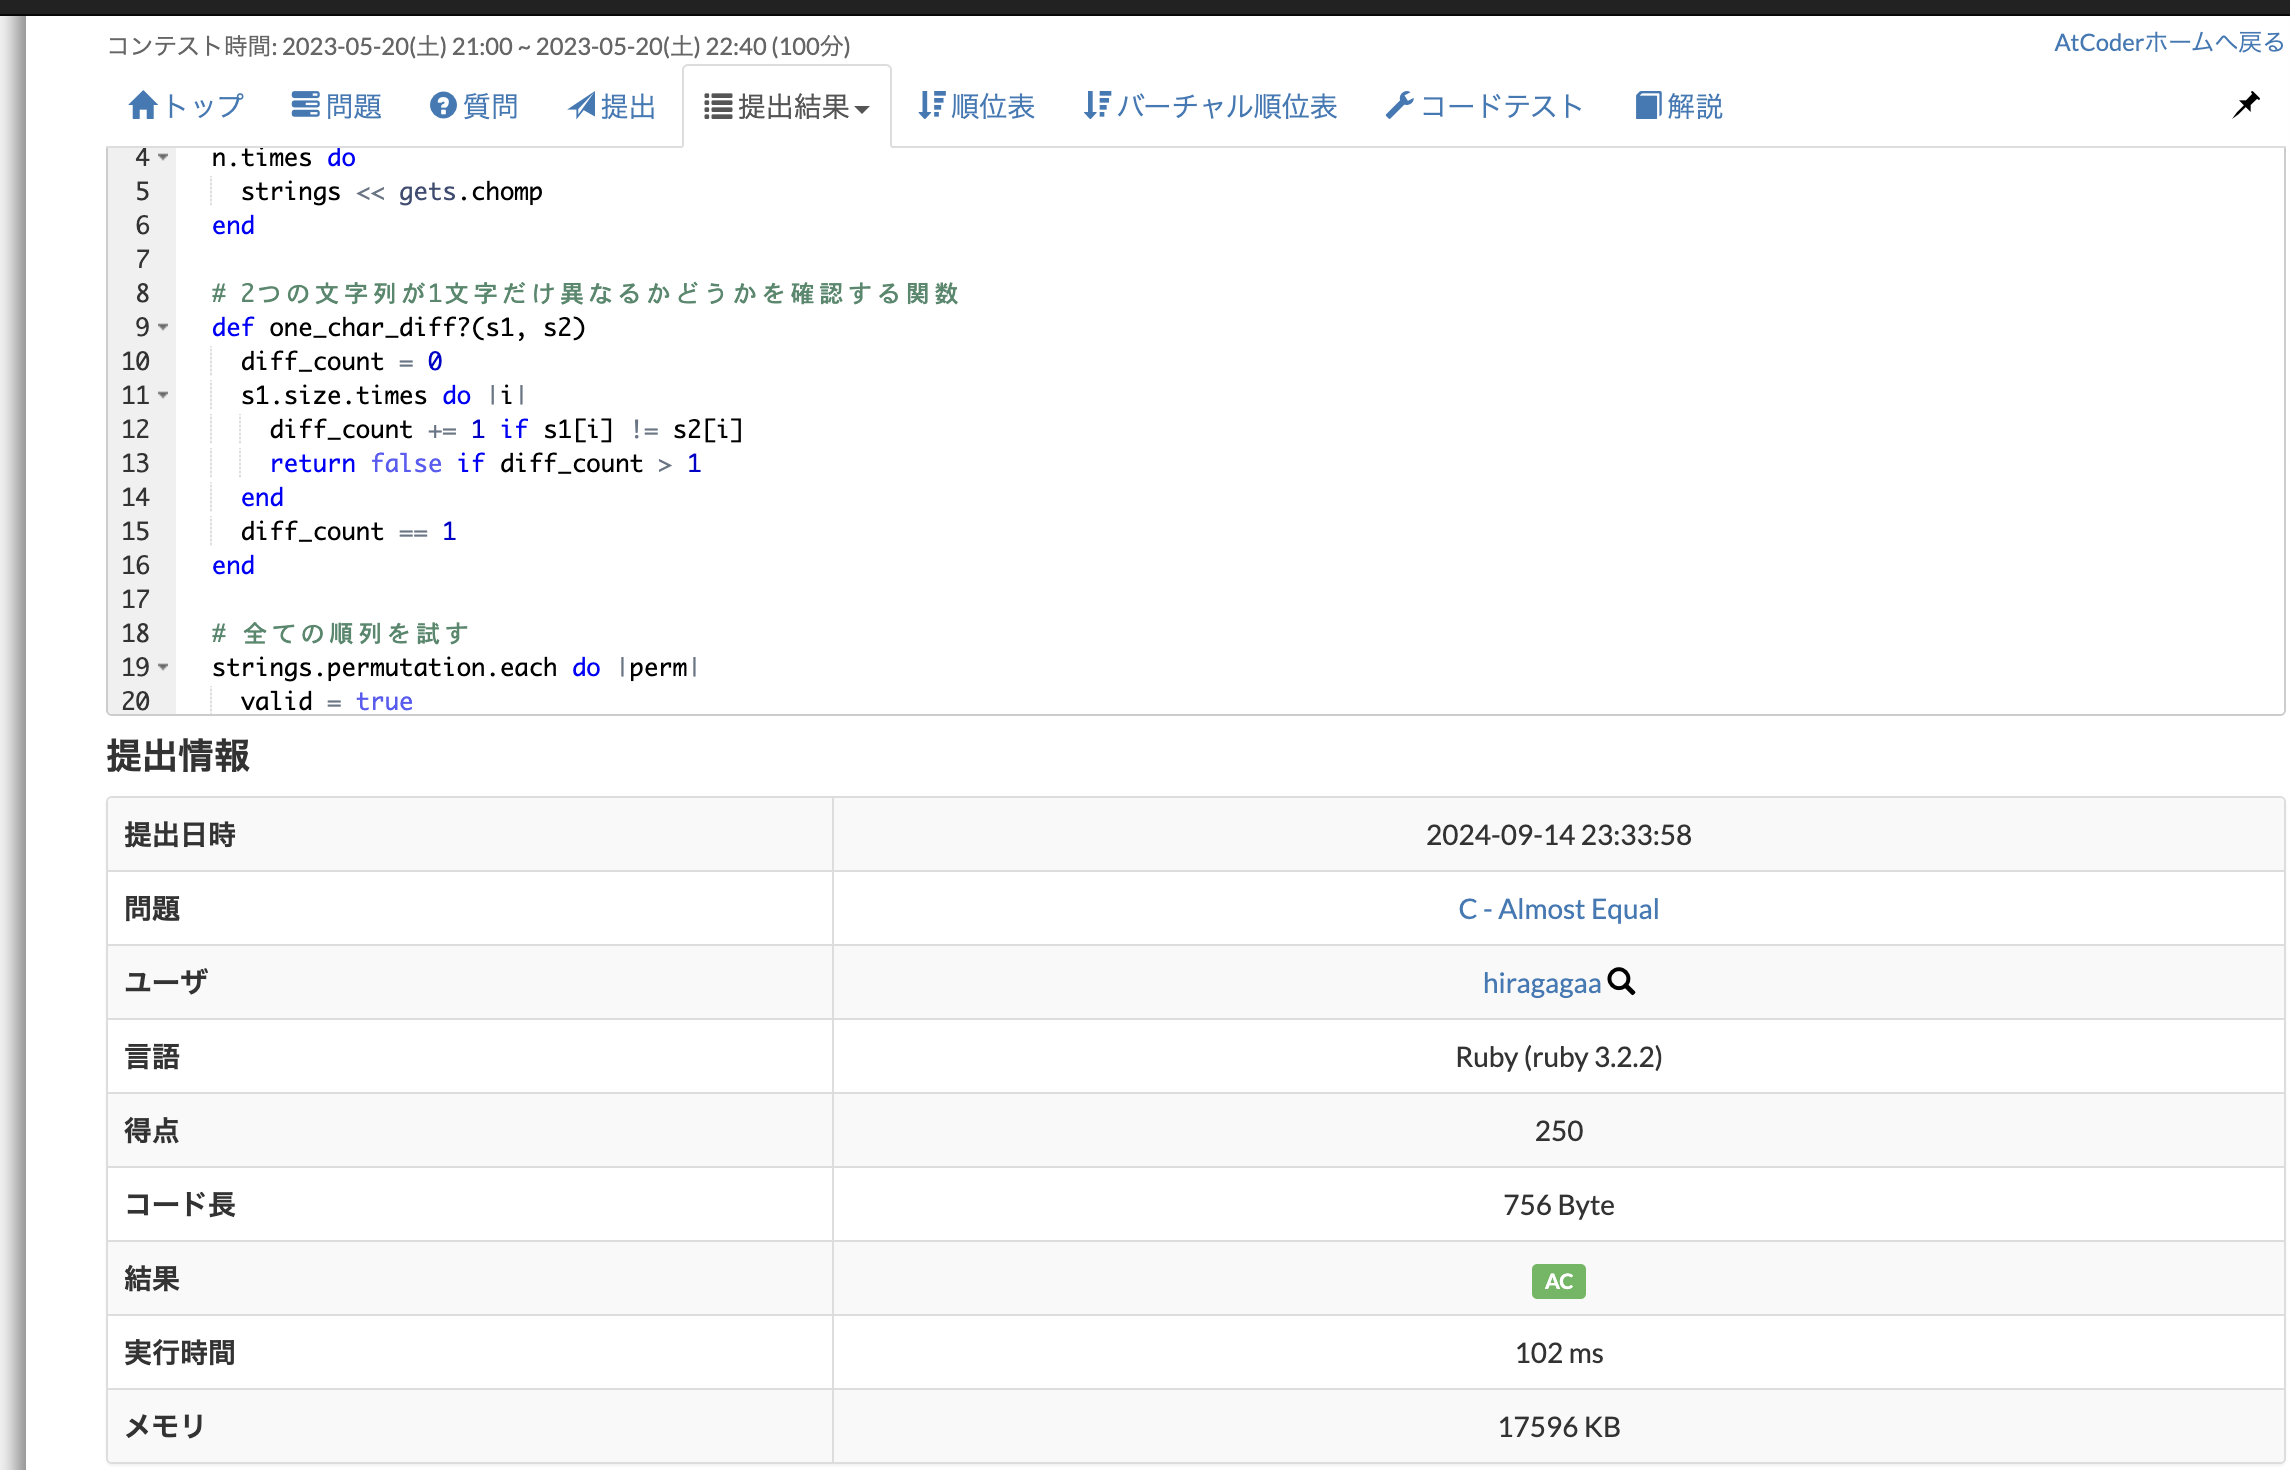 コンテスト時間: 2023-05-20(土) 21:00 ~ 2023-05-20(土) 22:40 (100分)
AtCoderホームへ戻る
トップ 問題 質問 提出 提出結果 順位表 バーチャル順位表 コードテスト 解説
4 n.times do
5 strings << gets.chomp
6 end
7
8 # 2つの文字列が1文字だけ異なるかどうかを確認する関数
9 def one_char_diff?(s1, s2)
10 diff_count = 0
11 s1.size.times do |i|
12 diff_count += 1 if s1[i] != s2[i]
13 return false if diff_count > 1
14 end
15 diff_count == 1
16 end
17
18 # 全ての順列を試す
19 strings.permutation.each do |perm|
20 valid = true
提出情報
提出日時 2024-09-14 23:33:58
問題 C - Almost Equal
ユーザ hiragagaa
言語 Ruby (ruby 3.2.2)
得点 250
コード長 756 Byte
結果 AC
実行時間 102 ms
メモリ 17596 KB